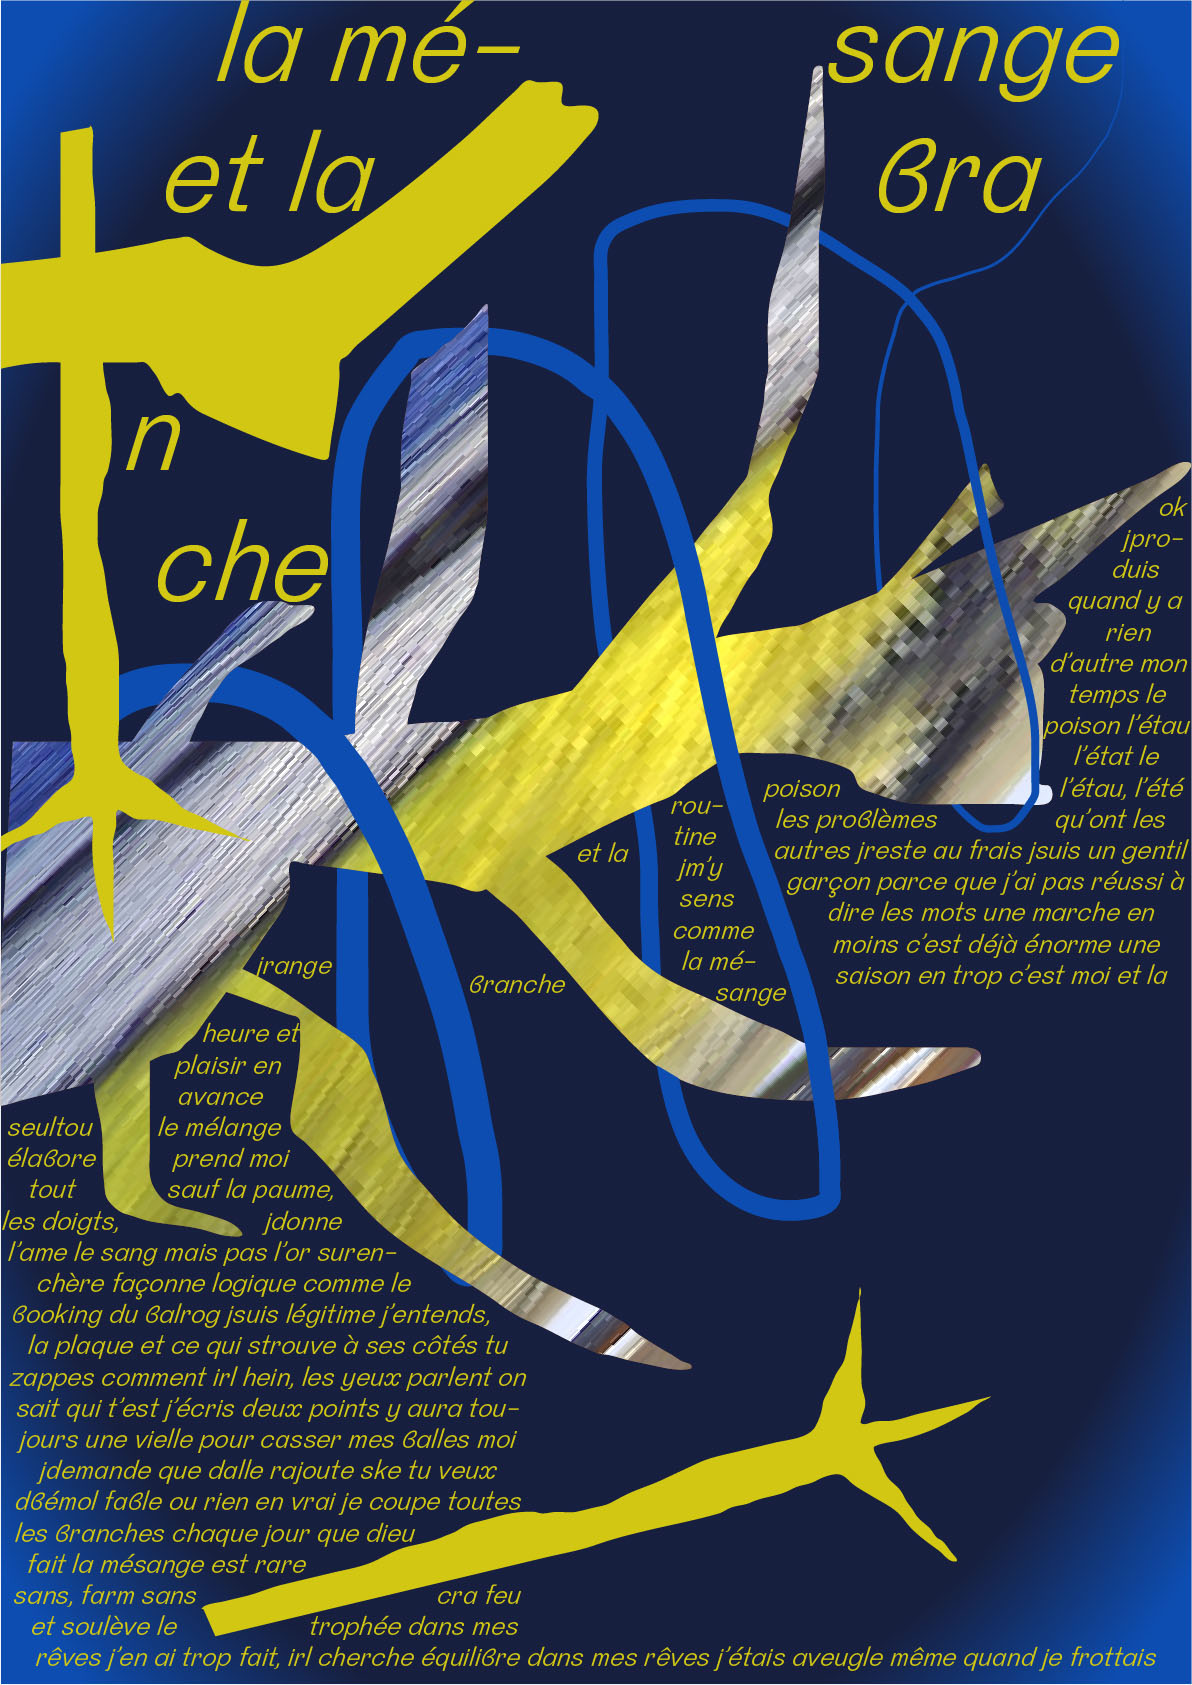 la mé- sange
et la bra
n
che
ok
jpro-
duis
quand y a
rien
d'autre mon
temps le
poison l'étau
l'état le
poison l'étau, l'été
les problèmes qu'ont les
autres jreste au frais jsuis un gentil
garçon parce que j'ai pas réussi à
dire les mots une marche en
moins c'est déjà énorme une
saison en trop c'est moi et la
branche
et la
rou-
tine
jm'y
sens
comme
la mé-
sange
jrange
heure et
plaisir en
avance
seultou le mélange
élabore prend moi
tout sauf la paume,
les doigts, jdonne
l'ame le sang mais pas l'or suren-
chère façonne logique comme le
booking du balrog jsuis légitime j'entends,
la plaque et ce qui strouve à ses côtés tu
zappes comment irl hein, les yeux parlent on
sait qui t'est j'écris deux points y aura tou-
jours une vielle pour casser mes balles moi
jdemande que dalle rajoute ske tu veux
dbémol fable ou rien en vrai je coupe toutes
les branches chaque jour que dieu
fait la mésange est rare
sans, farm sans cra feu
et soulève le trophée dans mes
rêves j'en ai trop fait, irl cherche équilibre dans mes rêves j'étais aveugle même quand je frottais